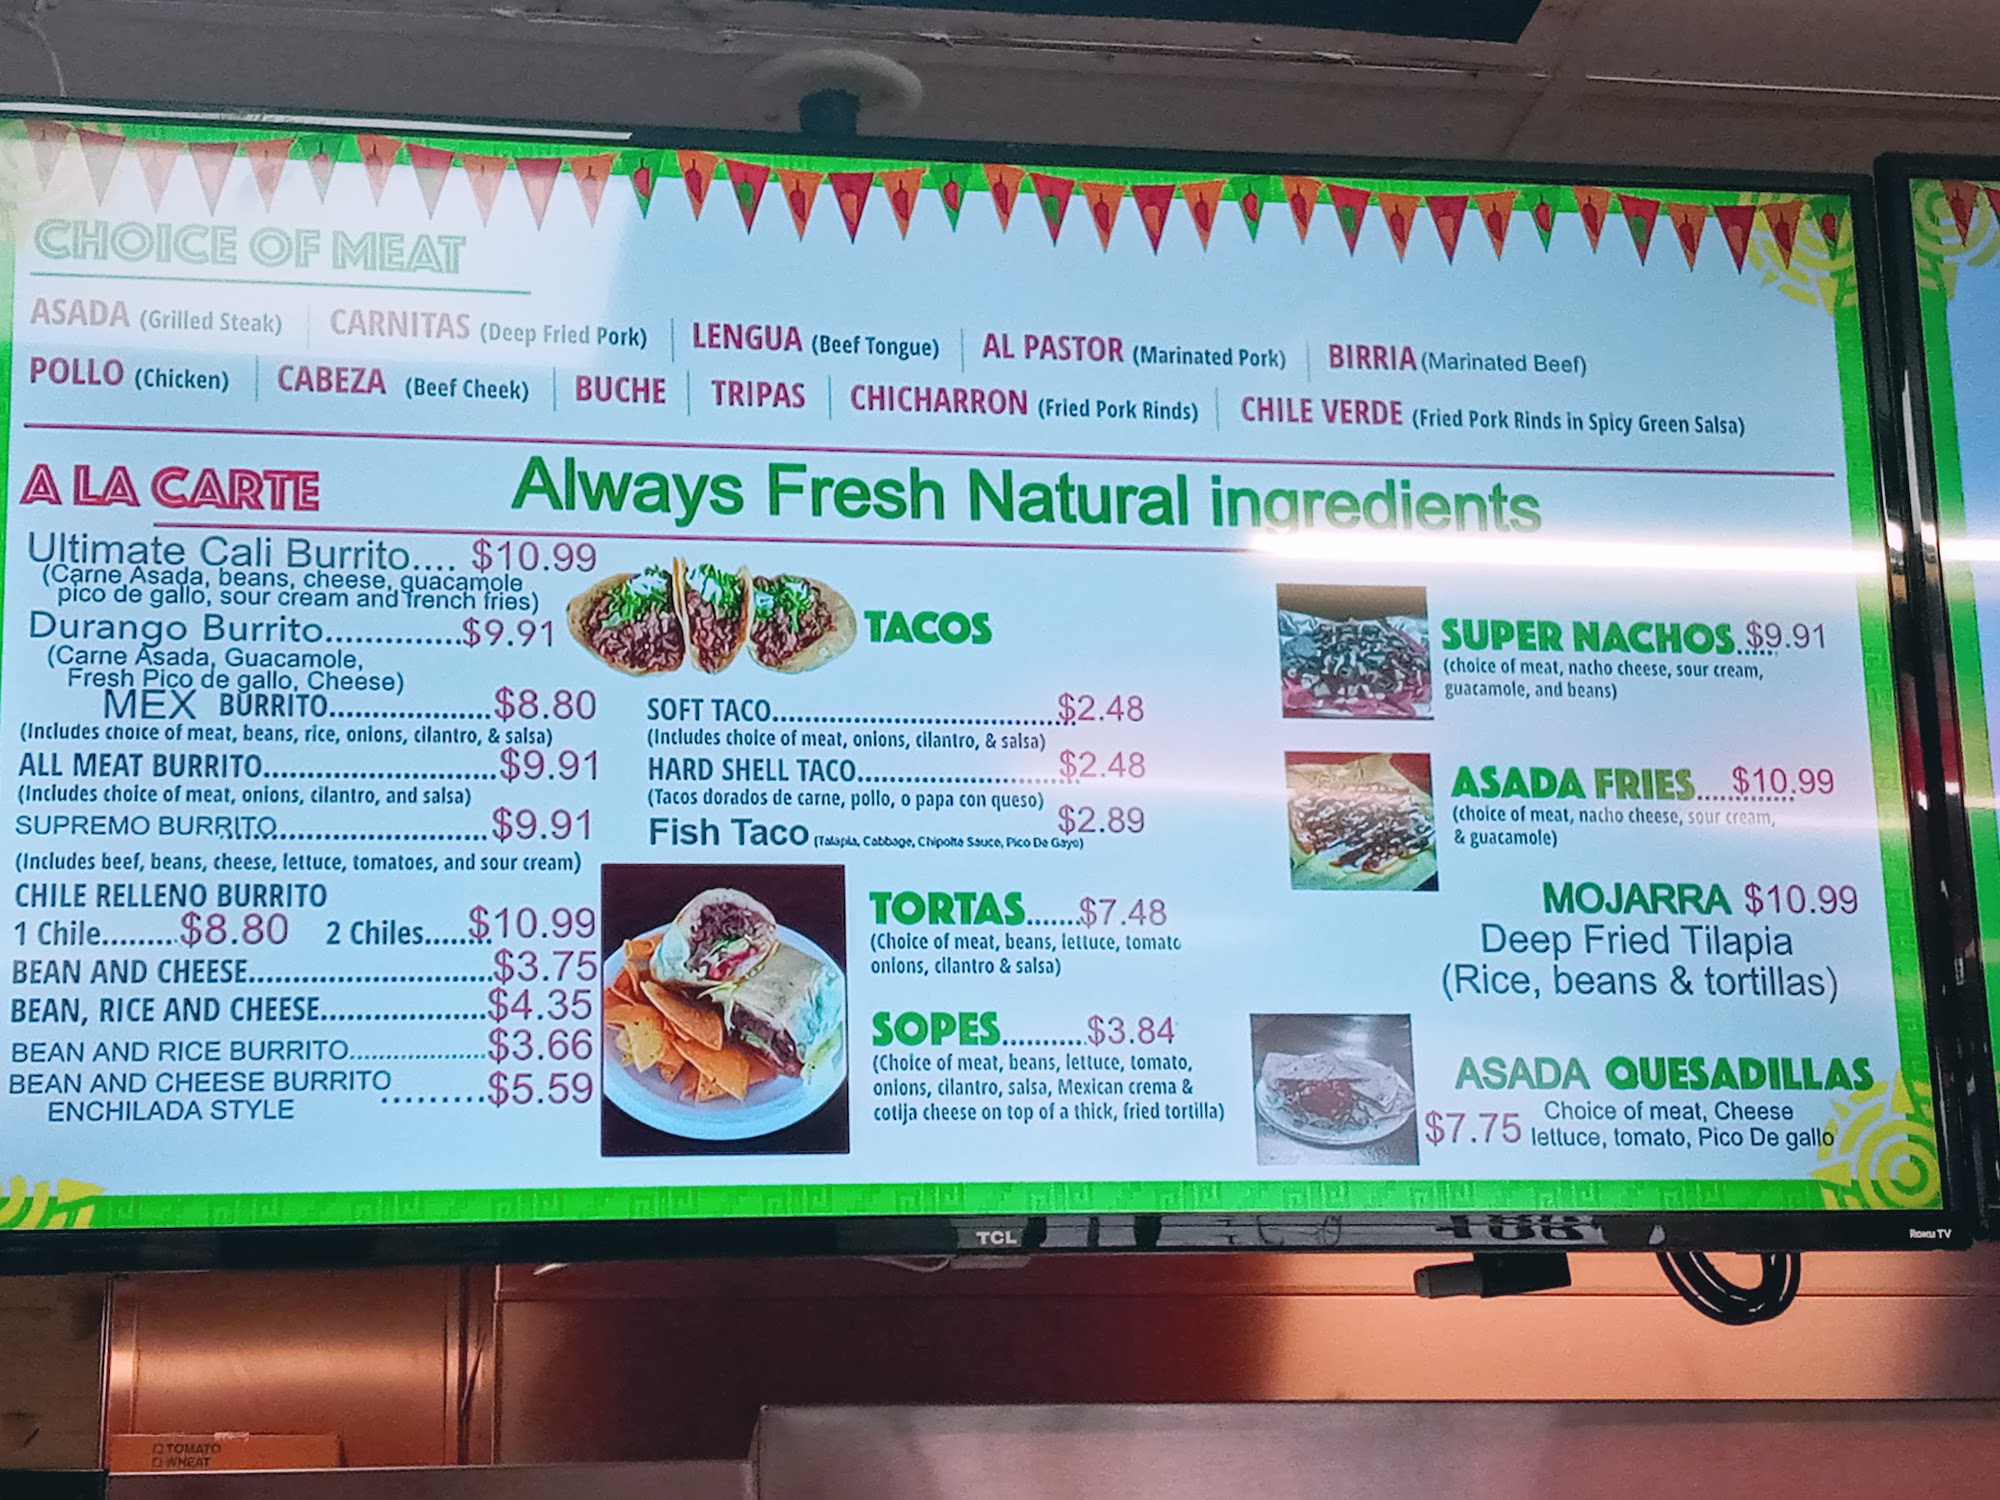 CHOICE OF MEAT
ASADA (Grilled Steak) CARNITAS (Deep Fried Pork) LENGUA (Beef Tongue) AL PASTOR (Marinated Pork) BIRRIA (Marinated Beef)
POLLO (Chicken) CABEZA (Beef Cheek) BUCHE TRIPAS CHICHARRON (Fried Pork Rinds) CHILE VERDE (Fried Pork Rinds in Spicy Green Salsa)
A LA CARTE
Always Fresh Natural ingredients
Ultimate Cali Burrito.... $10.99
(Carne Asada, beans, cheese, guacamole
pico de gallo, sour cream and french fries)
Durango Burrito..............$9.91
(Carne Asada, Guacamole,
Fresh Pico de gallo, Cheese)
MEX BURRITO....................$8.80
(Includes choice of meat, beans, rice, onions, cilantro, & salsa)
ALL MEAT BURRITO............................$9.91
(Includes choice of meat, onions, cilantro, and salsa)
SUPREMO BURRITO.........................$9.91
(Includes beef, beans, cheese, lettuce, tomatoes, and sour cream)
CHILE RELLENO BURRITO
1 Chile.........$8.80 2 Chiles........$10.99
BEAN AND CHEESE.............................$3.75
BEAN, RICE AND CHEESE....................$4.35
BEAN AND RICE BURRITO....................$3.66
BEAN AND CHEESE BURRITO .........$5.59
ENCHILADA STYLE
TACOS
SOFT TACO......................................$2.48
(Includes choice of meat, onions, cilantro, & salsa)
HARD SHELL TACO..........................$2.48
(Tacos dorados de carne, pollo, o papa con queso)
Fish Taco (Talapia, Cabbage, Chipolte Sauce, Pico De Gayo) $2.89
TORTAS.......$7.48
(Choice of meat, beans, lettuce, tomato
onions, cilantro & salsa)
SOPES..........$3.84
(Choice of meat, beans, lettuce, tomato,
onions, cilantro, salsa, Mexican crema &
cotija cheese on top of a thick, fried tortilla)
SUPER NACHOS......$9.91
(choice of meat, nacho cheese, sour cream,
guacamole, and beans)
ASADA FRIES....$10.99
(choice of meat, nacho cheese, sour cream,
& guacamole)
MOJARRA $10.99
Deep Fried Tilapia
(Rice, beans & tortillas)
ASADA QUESADILLAS
$7.75 Choice of meat, Cheese
lettuce, tomato, Pico De gallo
TCL
Roku TV
TOMATO
WHEAT